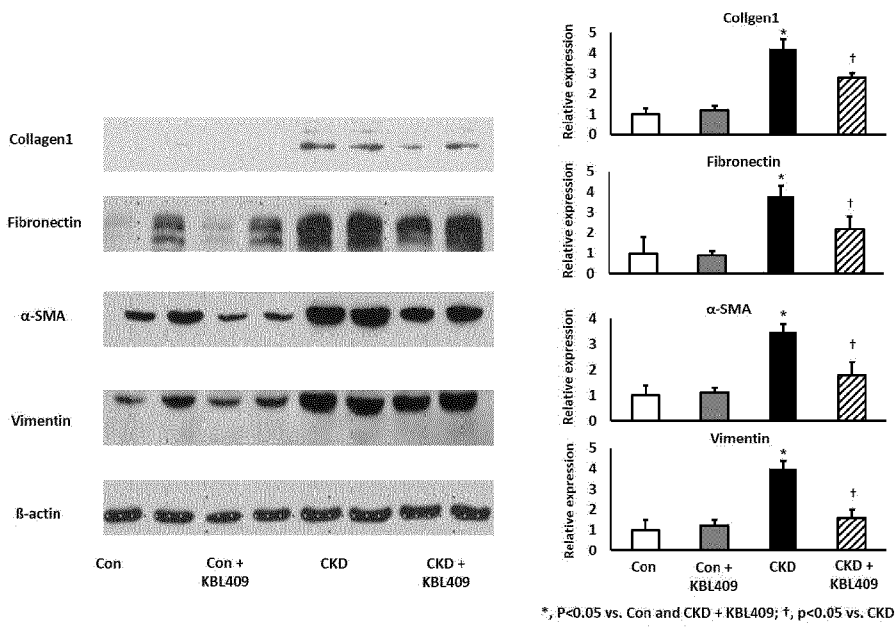 Collagen1
Fibronectin
α-SMA
Vimentin
ß-actin
Con
Con +
KBL409
CKD
CKD +
KBL409
Collgen1
Relative expression
5
4
3
2
1
0
*
†
Fibronectin
Relative expression
5
4
3
2
1
0
*
†
α-SMA
Relative expression
4
3
2
1
0
*
†
Vimentin
Relative expression
5
4
3
2
1
0
*
†
Con
Con +
KBL409
CKD
CKD +
KBL409
*, P<0.05 vs. Con and CKD + KBL409; †, p<0.05 vs. CKD